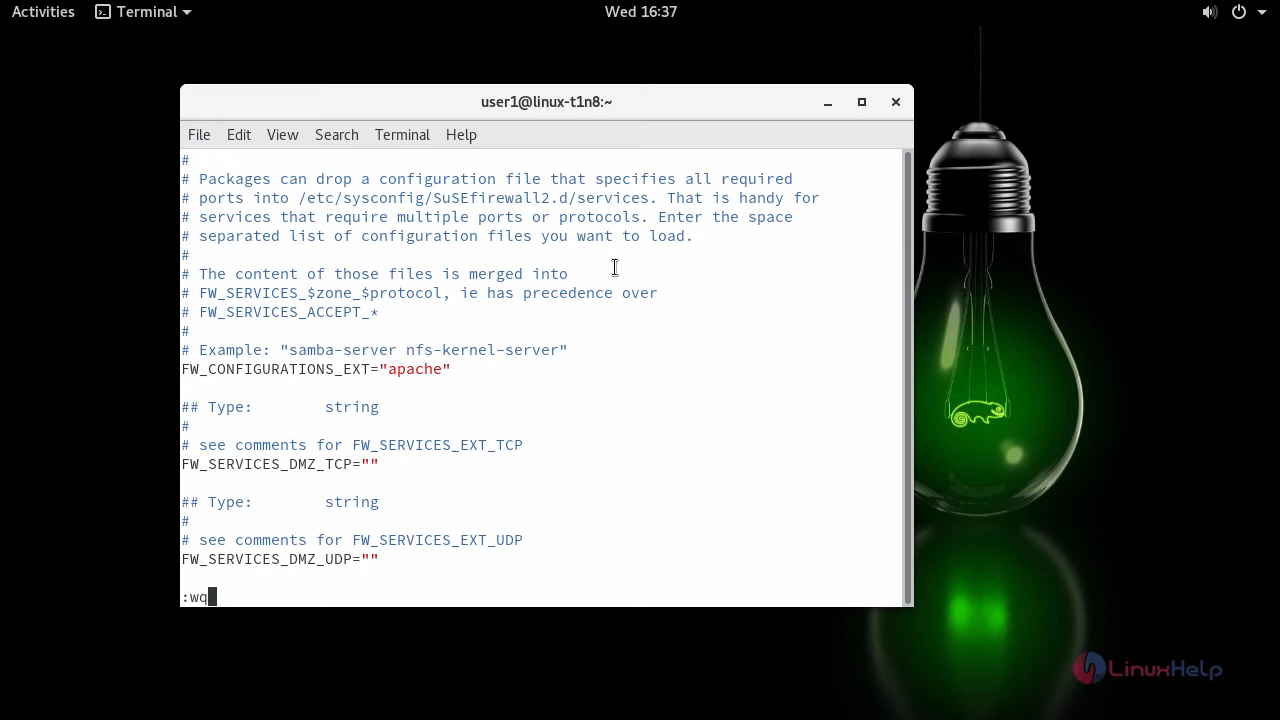 Activities Terminal Wed 16:37
user1@linux-t1n8:~
File Edit View Search Terminal Help
#
# Packages can drop a configuration file that specifies all required
# ports into /etc/sysconfig/SuSEfirewall2.d/services. That is handy for
# services that require multiple ports or protocols. Enter the space
# separated list of configuration files you want to load.
#
# The content of those files is merged into
# FW_SERVICES_$zone_$protocol, ie has precedence over
# FW_SERVICES_ACCEPT_*
#
# Example: "samba-server nfs-kernel-server"
FW_CONFIGURATIONS_EXT="apache"
## Type: string
#
# see comments for FW_SERVICES_EXT_TCP
FW_SERVICES_DMZ_TCP=""
## Type: string
#
# see comments for FW_SERVICES_EXT_UDP
FW_SERVICES_DMZ_UDP=""
:wq
LinuxHelp